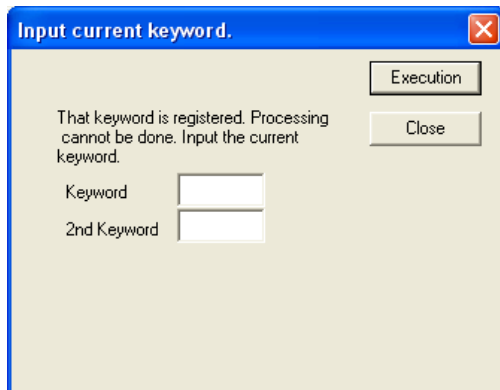 Input current keyword.
Execution
That keyword is registered. Processing
cannot be done. Input the current
keyword.
Close
Keyword
2nd Keyword